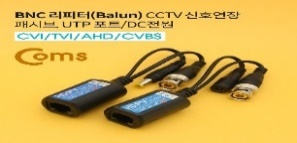 BNC 리피터(Balun) CCTV 신호연장
패시브, UTP 포트/DC전원
CVI/TVI/AHD/CVBS
Coms